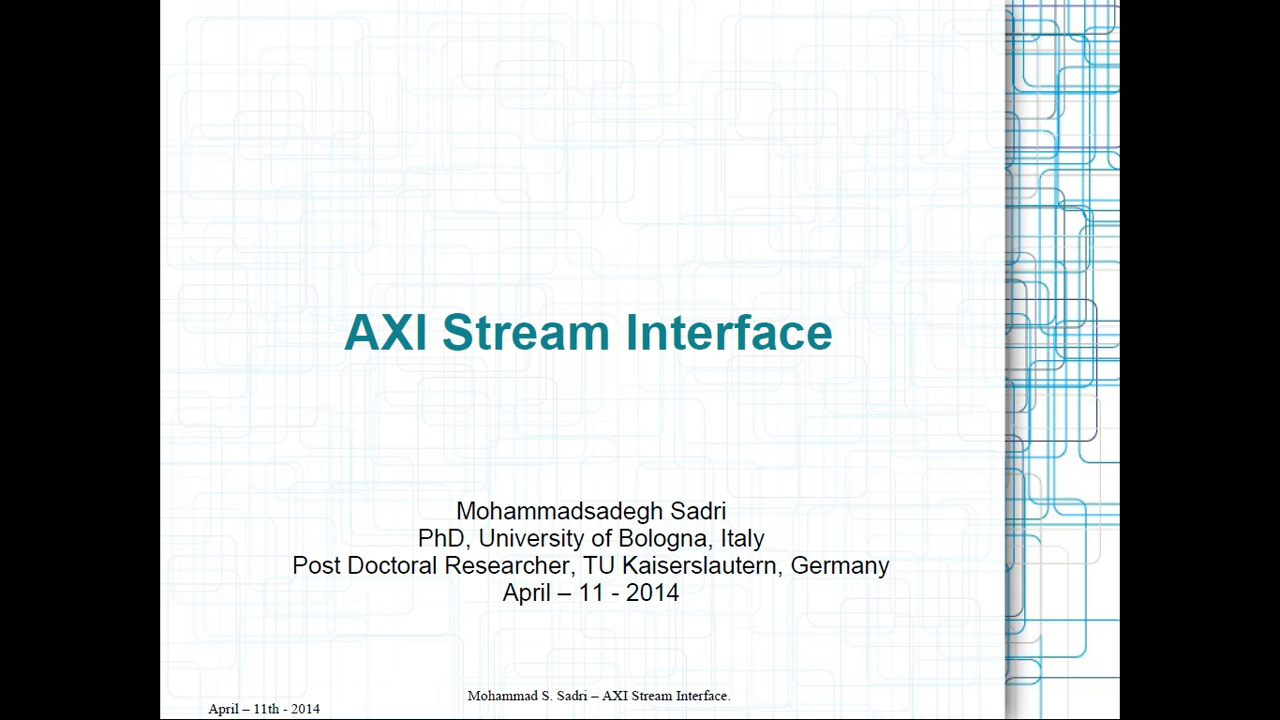 AXI Stream Interface
Mohammadsadegh Sadri
PhD, University of Bologna, Italy
Post Doctoral Researcher, TU Kaiserslautern, Germany
April – 11 - 2014
Mohammad S. Sadri – AXI Stream Interface.
April – 11th - 2014